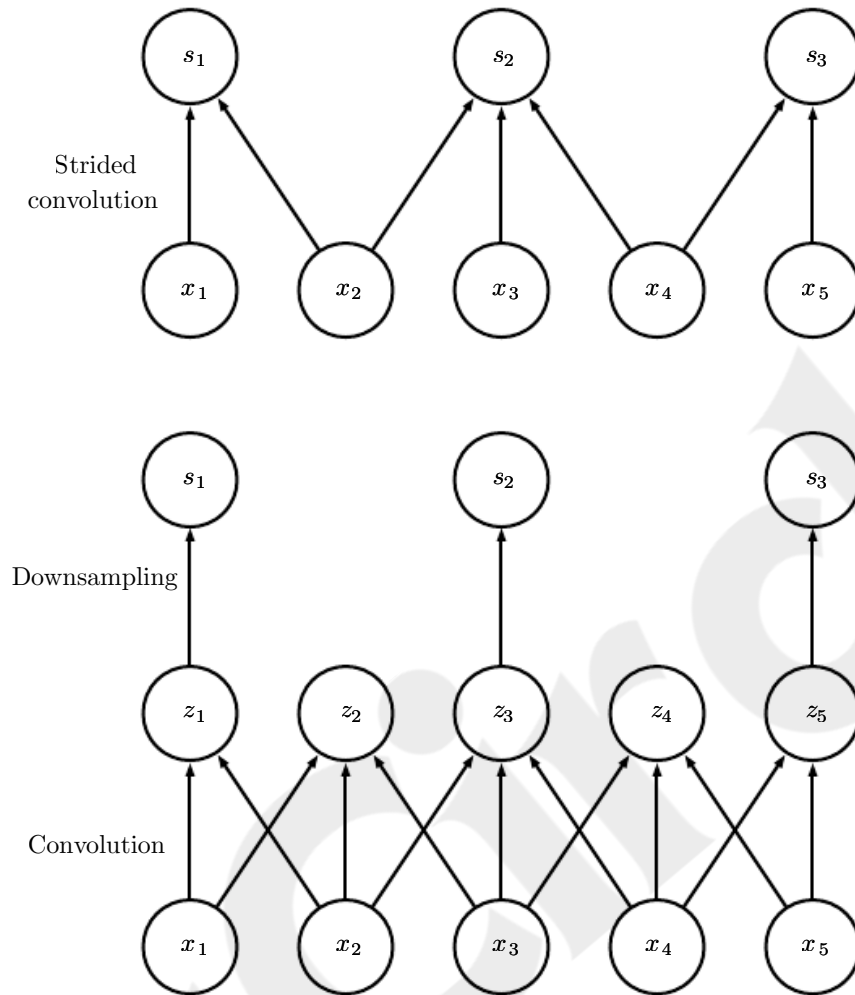 s₁ s₂ s₃
Strided
convolution
x₁ x₂ x₃ x₄ x₅
s₁ s₂ s₃
Downsampling
z₁ z₂ z₃ z₄ z₅
Convolution
x₁ x₂ x₃ x₄ x₅